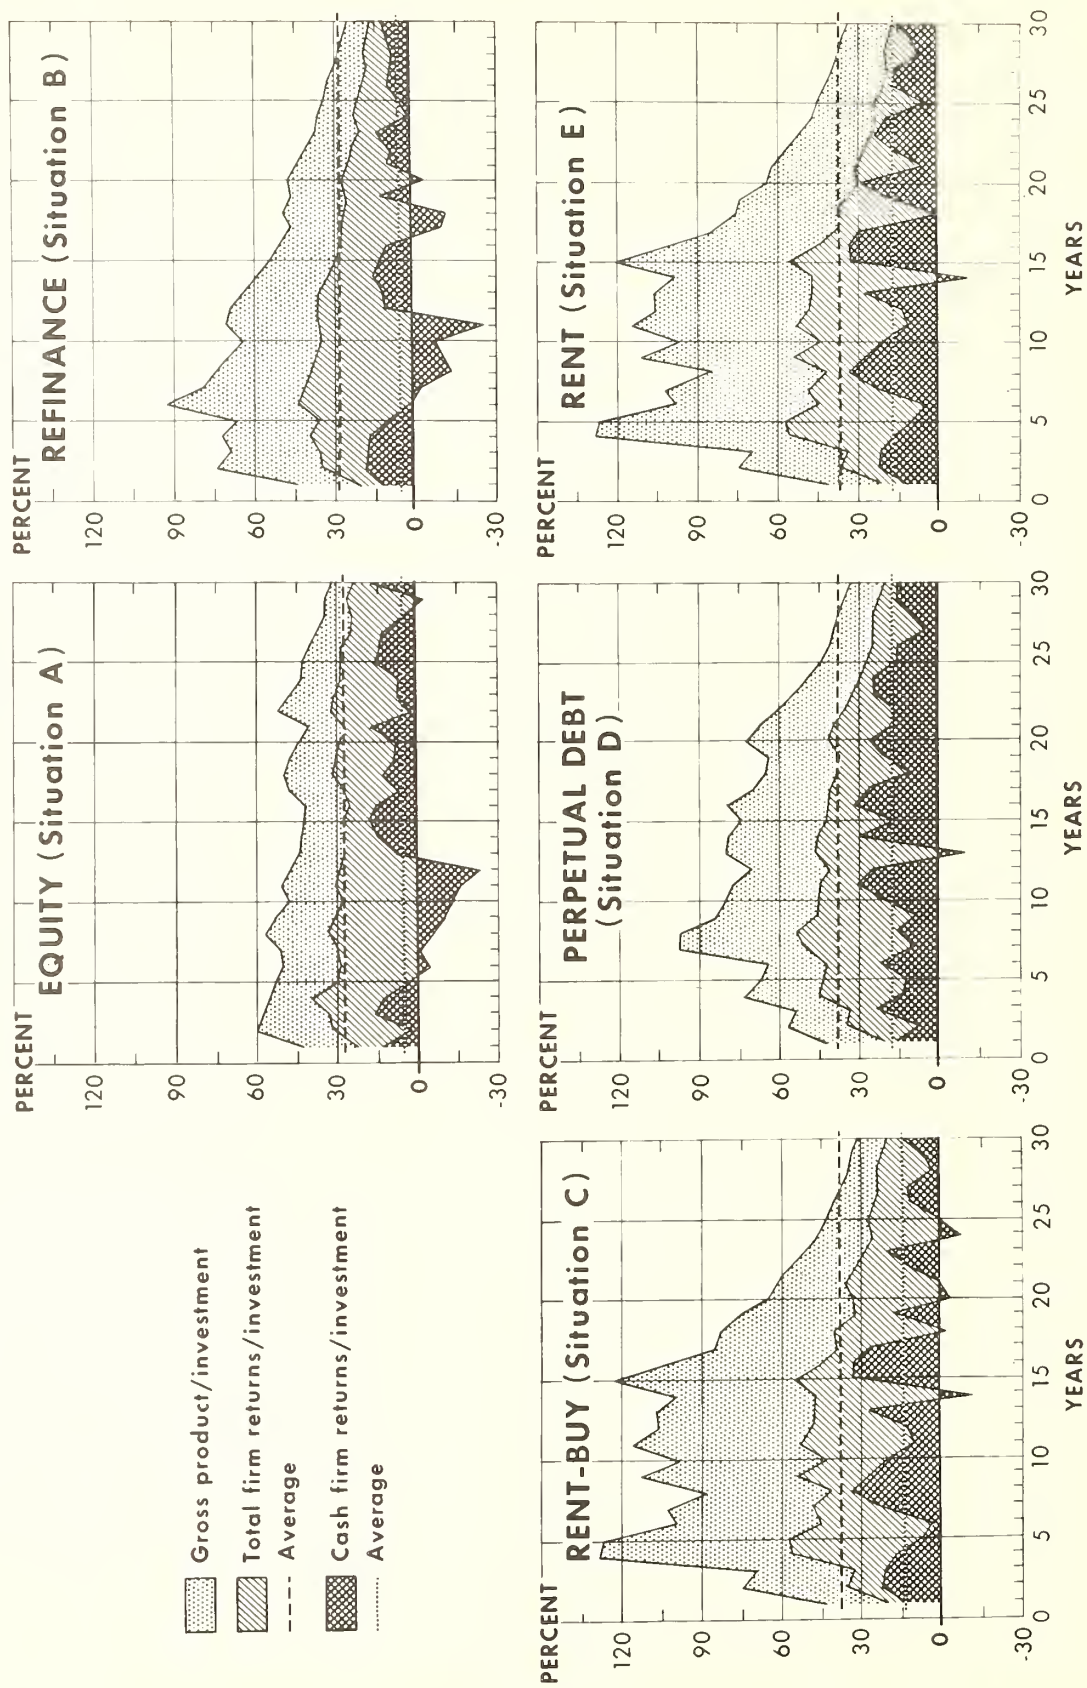 Gross product/investment
Total firm returns/investment
Average
Cash firm returns/investment
Average
PERCENT
EQUITY (Situation A)
120
90
60
30
0
-30
PERCENT
REFINANCE (Situation B)
120
90
60
30
0
-30
PERCENT
RENT-BUY (Situation C)
120
90
60
30
0
-30
0 5 10 15 20 25 30
YEARS
PERCENT
PERPETUAL DEBT
(Situation D)
120
90
60
30
0
-30
0 5 10 15 20 25 30
YEARS
PERCENT
RENT (Situation E)
120
90
60
30
0
-30
0 5 10 15 20 25 30
YEARS